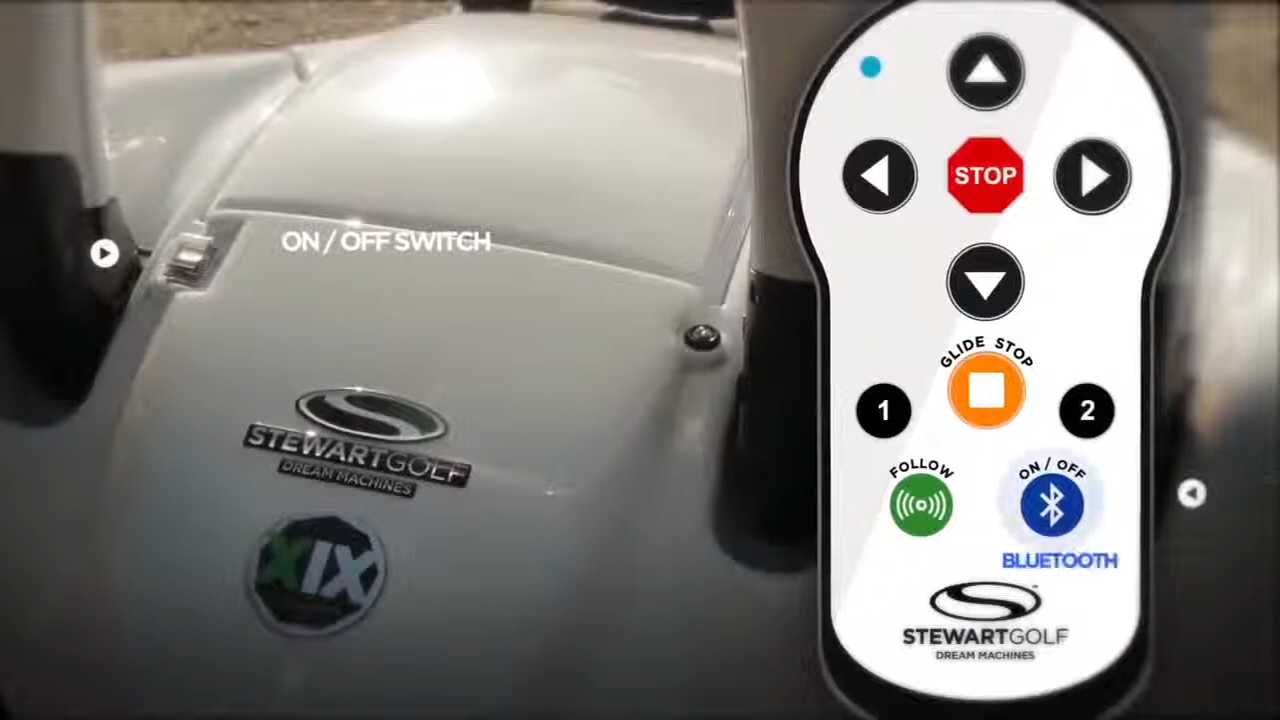 ON / OFF SWITCH
STEWARTGOLF
DREAM MACHINES
XIX
STOP
GLIDE STOP
1
2
FOLLOW
ON / OFF
BLUETOOTH
STEWARTGOLF
DREAM MACHINES